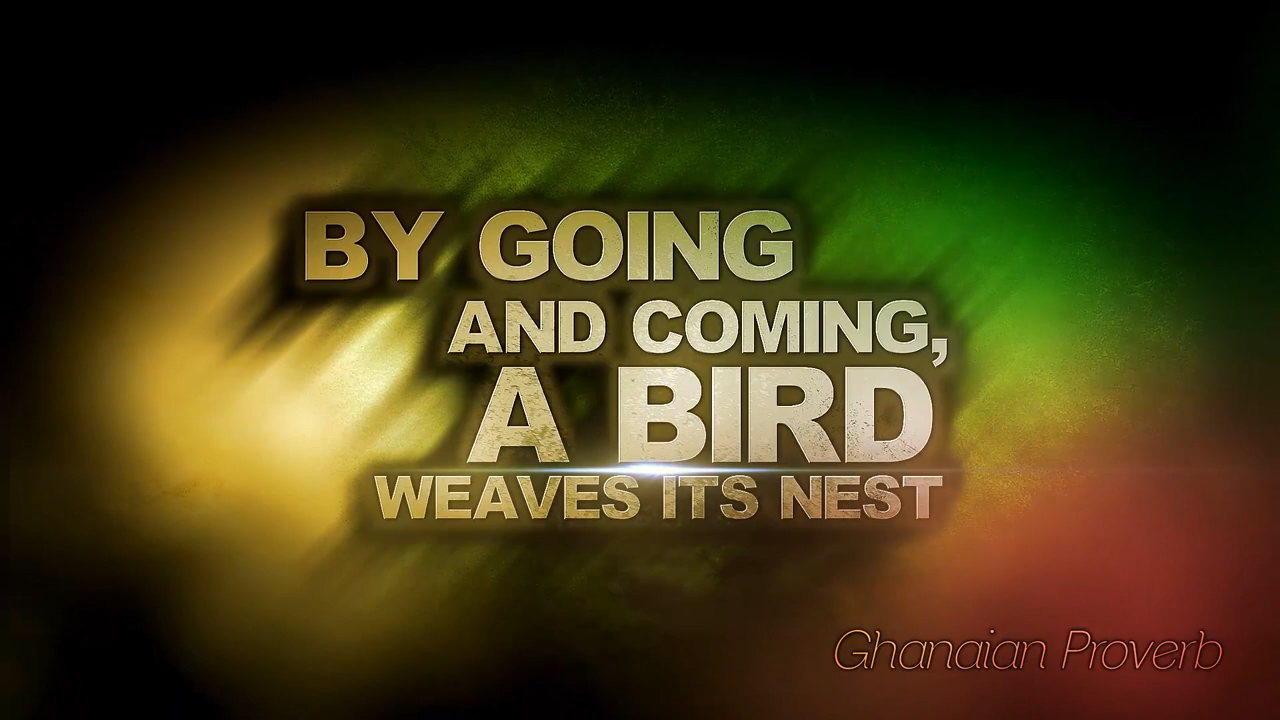 BY GOING
AND COMING,
A BIRD
WEAVES ITS NEST
Ghanaian Proverb